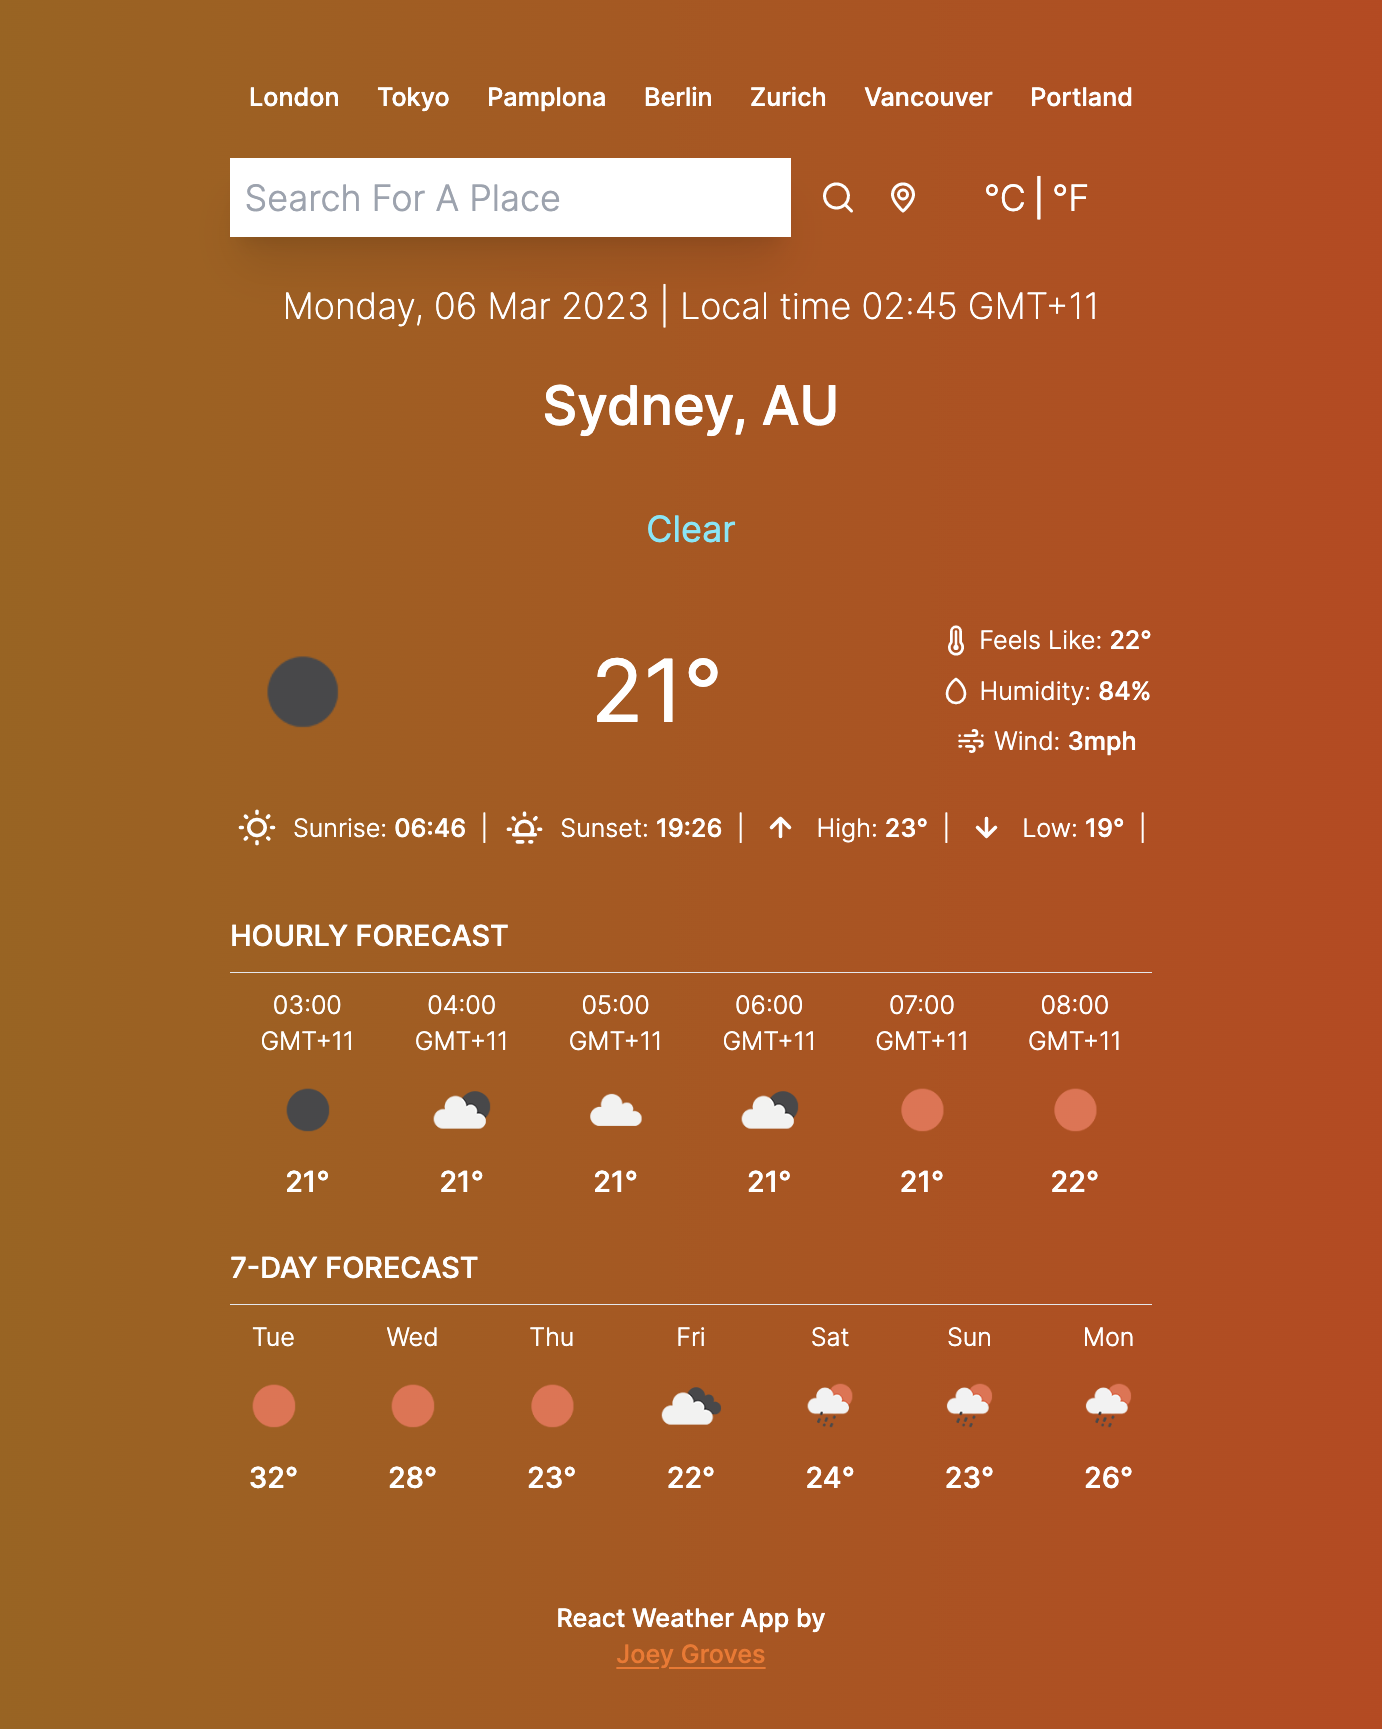 London Tokyo Pamplona Berlin Zurich Vancouver Portland
Search For A Place °C | °F
Monday, 06 Mar 2023 | Local time 02:45 GMT+11
Sydney, AU
Clear
21°
Feels Like: 22°
Humidity: 84%
Wind: 3mph
Sunrise: 06:46 | Sunset: 19:26 | High: 23° | Low: 19° |
HOURLY FORECAST
03:00 04:00 05:00 06:00 07:00 08:00
GMT+11 GMT+11 GMT+11 GMT+11 GMT+11 GMT+11
21° 21° 21° 21° 21° 22°
7-DAY FORECAST
Tue Wed Thu Fri Sat Sun Mon
32° 28° 23° 22° 24° 23° 26°
React Weather App by
Joey Groves